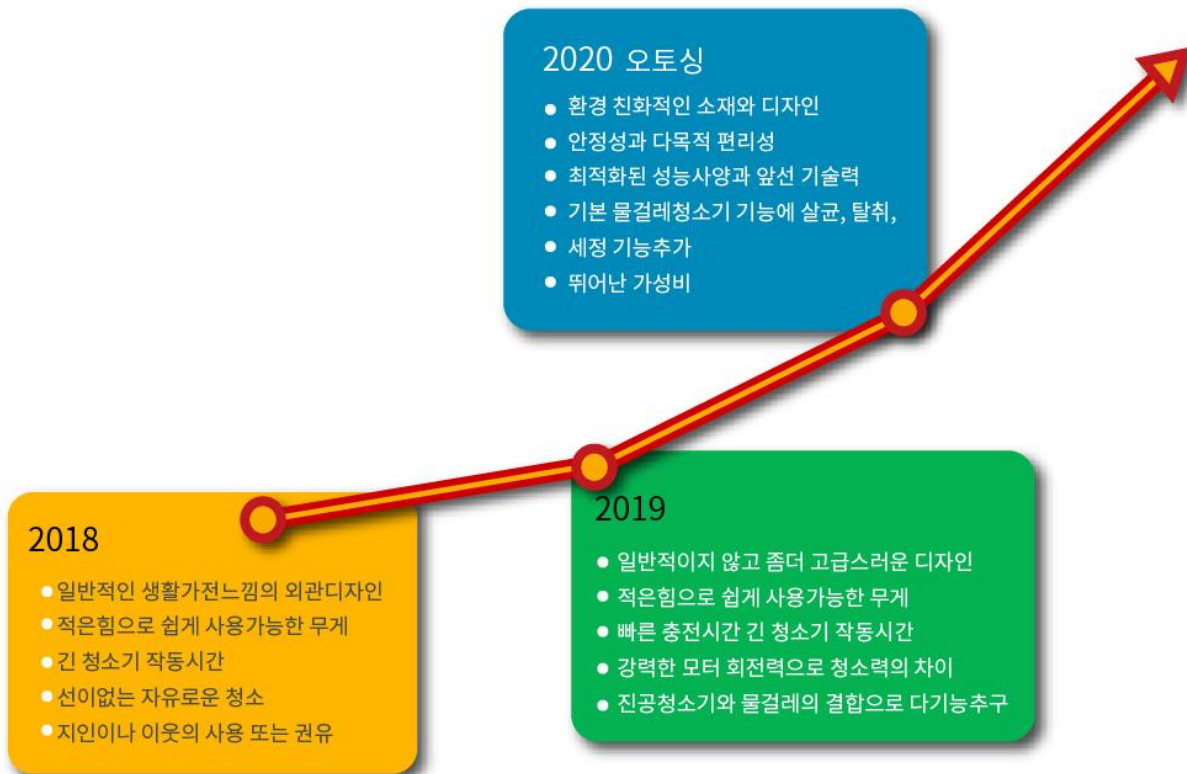 2020 오토싱
환경 친화적인 소재와 디자인
안정성과 다목적 편리성
최적화된 성능사양과 앞선 기술력
기본 물걸레청소기 기능에 살균, 탈취,
세정 기능추가
뛰어난 가성비
2018
일반적인 생활가전느낌의 외관디자인
적은힘으로 쉽게 사용가능한 무게
긴 청소기 작동시간
선이없는 자유로운 청소
지인이나 이웃의 사용 또는 권유
2019
일반적이지 않고 좀더 고급스러운 디자인
적은힘으로 쉽게 사용가능한 무게
빠른 충전시간 긴 청소기 작동시간
강력한 모터 회전력으로 청소력의 차이
진공청소기와 물걸레의 결합으로 다기능추구